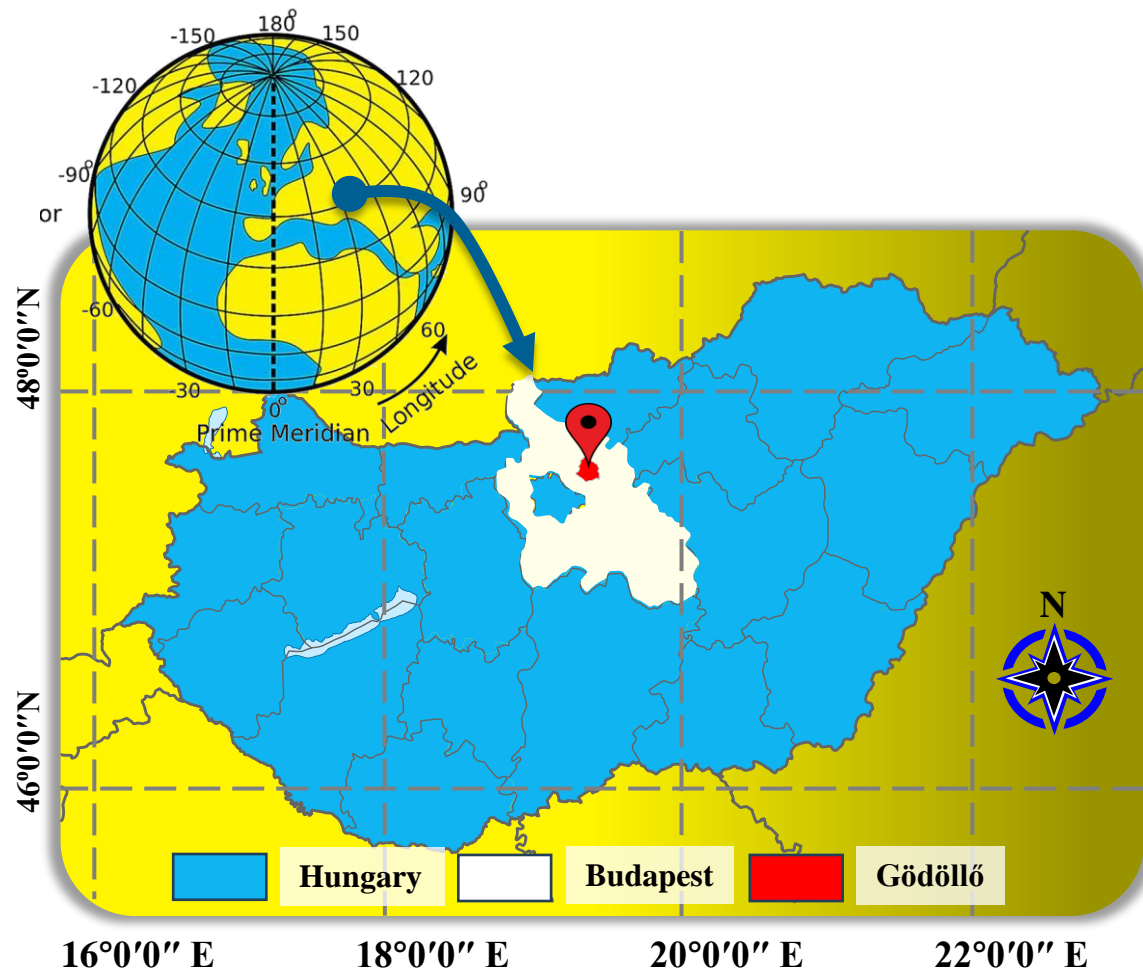 180°
-150
150
-120
120
-90°
90°
or
-60
60
-30
30
0°
Longitude
Prime Meridian
48°0′0″N
46°0′0″N
N
Hungary
Budapest
Gödöllő
16°0′0″ E
18°0′0″ E
20°0′0″ E
22°0′0″ E